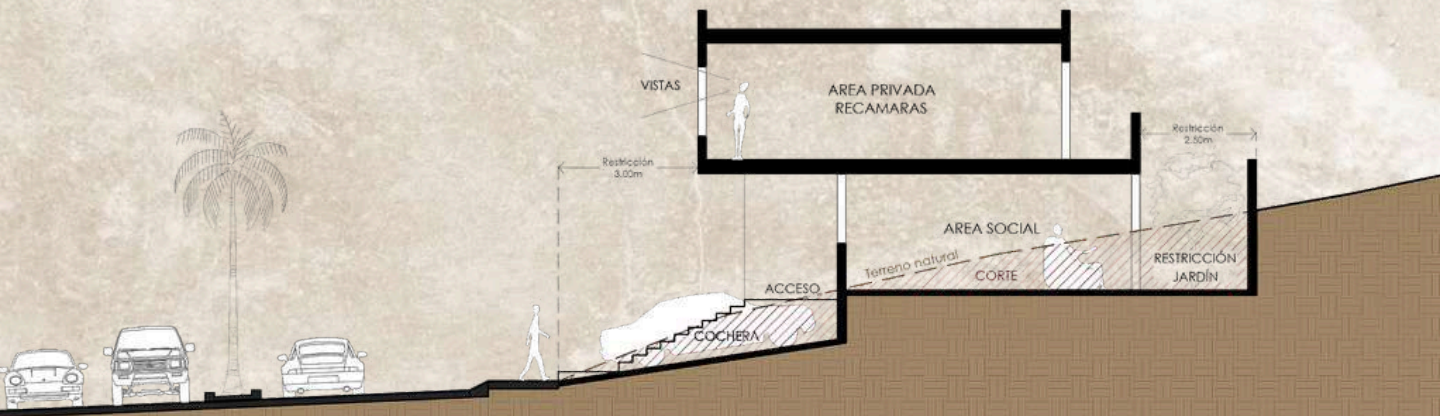 VISTAS
AREA PRIVADA
RECAMARAS
Restricción
3.00m
Restricción
2.50m
AREA SOCIAL
Terreno natural
CORTE
RESTRICCIÓN
JARDÍN
ACCESO
COCHERA